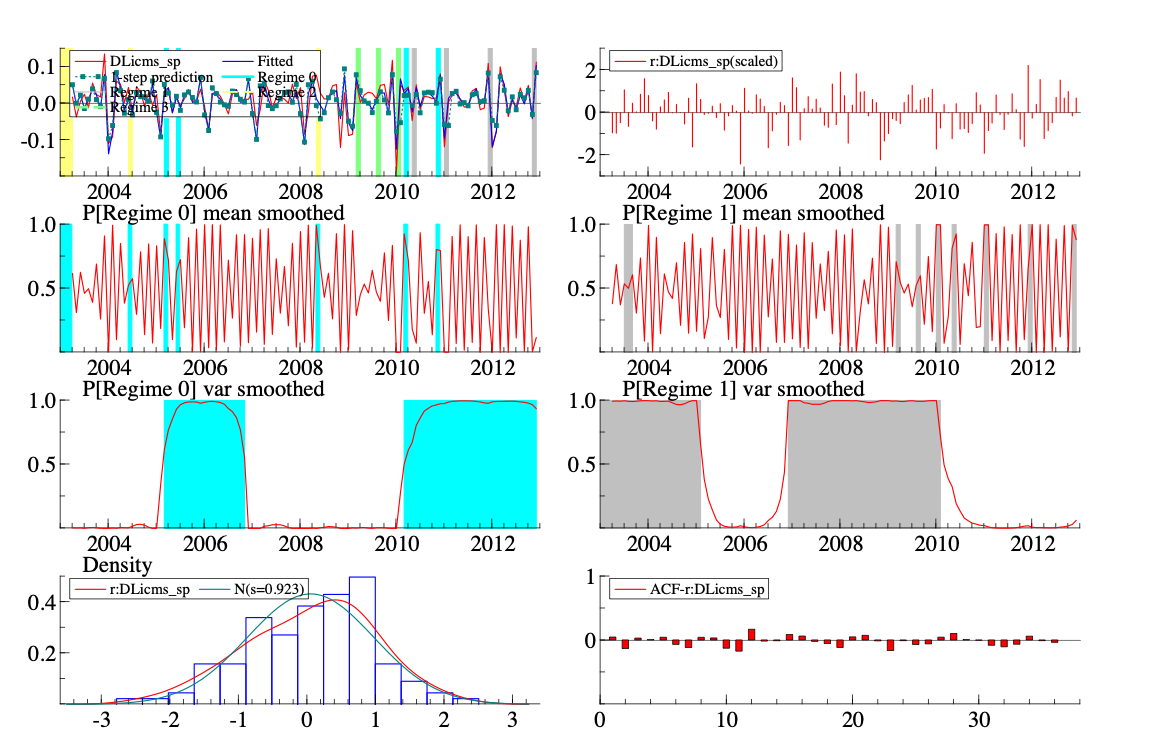 DLicms_sp Fitted
1-step prediction Regime 0
Regime 1 Regime 2
Regime 3
0.1
0.0
-0.1
2004 2006 2008 2010 2012
r:DLicms_sp(scaled)
2
0
-2
2004 2006 2008 2010 2012
P[Regime 0] mean smoothed
1.0
0.5
2004 2006 2008 2010 2012
P[Regime 1] mean smoothed
1.0
0.5
2004 2006 2008 2010 2012
P[Regime 0] var smoothed
1.0
0.5
2004 2006 2008 2010 2012
P[Regime 1] var smoothed
1.0
0.5
2004 2006 2008 2010 2012
Density
r:DLicms_sp N(s=0.923)
0.4
0.2
-3 -2 -1 0 1 2 3
ACF-r:DLicms_sp
1
0
0 10 20 30